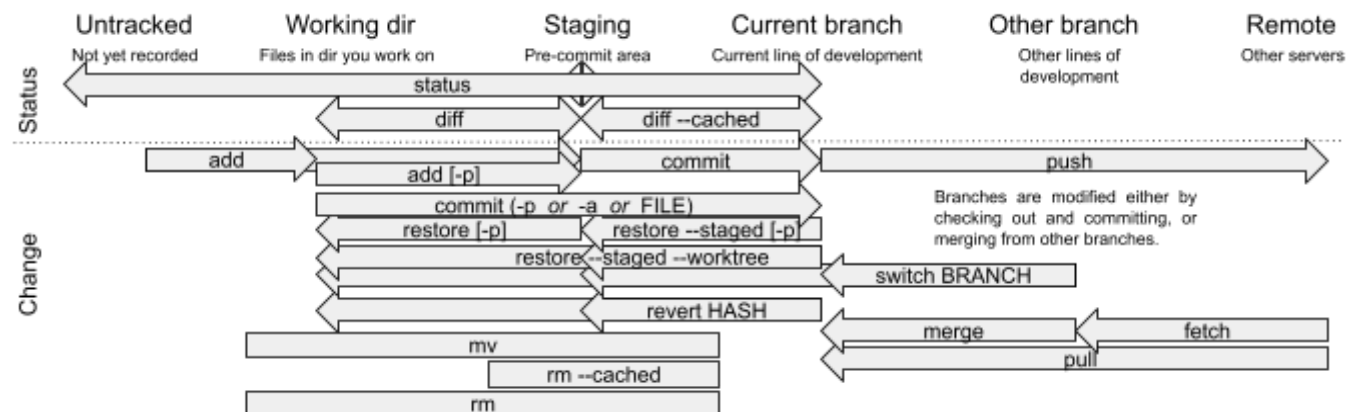 Untracked
Working dir
Staging
Current branch
Other branch
Remote
Not yet recorded
Files in dir you work on
Pre-commit area
Current line of development
Other lines of
development
Other servers
Status
status
diff
diff --cached
Change
add
add [-p]
commit
push
commit (-p or -a or FILE)
restore [-p]
restore --staged [-p]
Branches are modified either by
checking out and committing, or
merging from other branches.
restore --staged --worktree
switch BRANCH
revert HASH
merge
fetch
mv
pull
rm --cached
rm